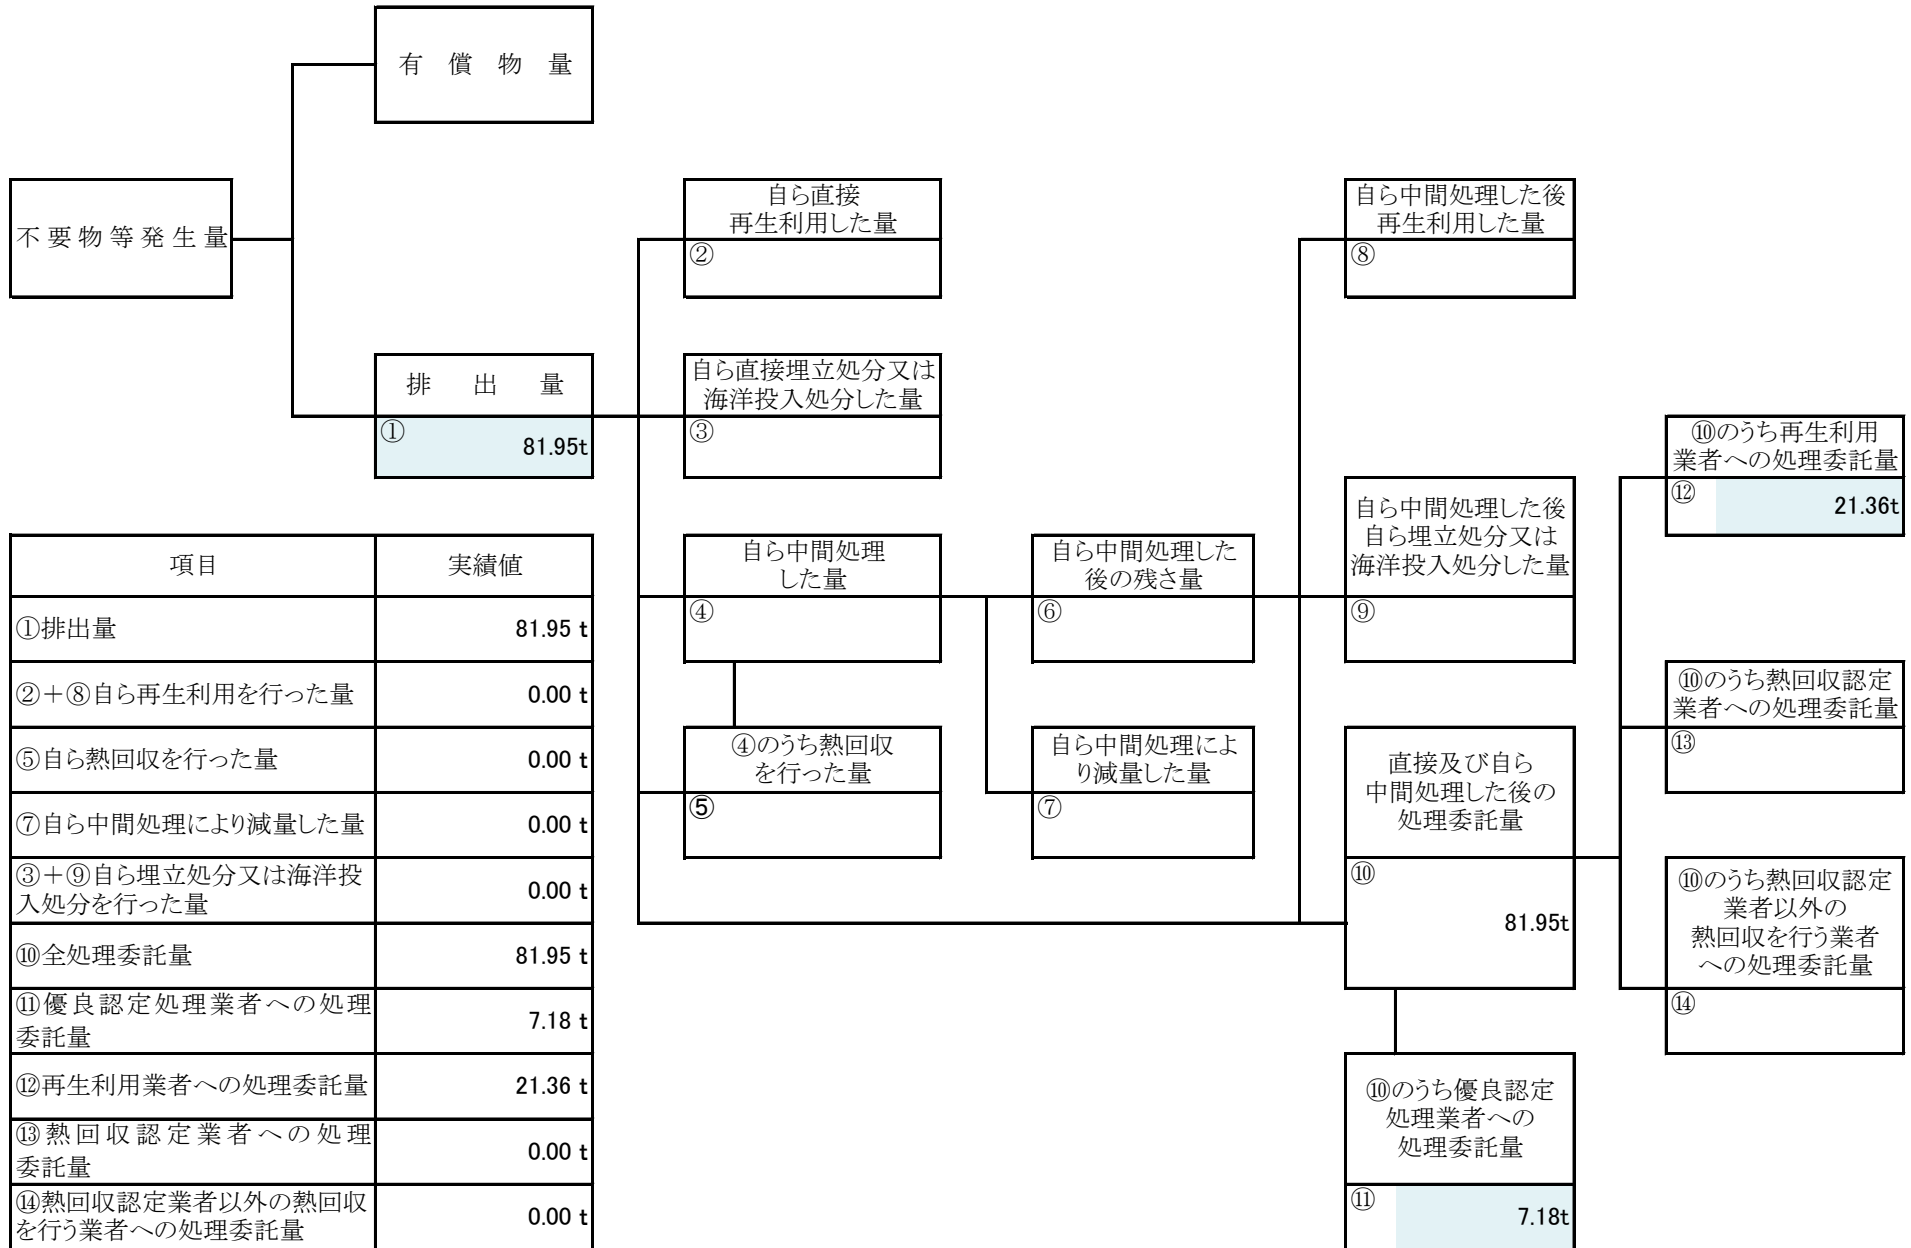 有償物量
不要物等発生量
排出量
①
81.95t
自ら直接
再生利用した量
②
自ら直接埋立処分又は
海洋投入処分した量
③
自ら中間処理
した量
④
④のうち熱回収
を行った量
⑤
自ら中間処理した
後の残さ量
⑥
自ら中間処理によ
り減量した量
⑦
自ら中間処理した後
再生利用した量
⑧
自ら中間処理した後
自ら埋立処分又は
海洋投入処分した量
⑨
直接及び自ら
中間処理した後の
処理委託量
⑩
81.95t
⑩のうち優良認定
処理業者への
処理委託量
⑪
7.18t
⑩のうち再生利用
業者への処理委託量
⑫
21.36t
⑩のうち熱回収認定
業者への処理委託量
⑬
⑩のうち熱回収認定
業者以外の
熱回収を行う業者
への処理委託量
⑭
項目 実績値
①排出量 81.95 t
②＋⑧自ら再生利用を行った量 0.00 t
⑤自ら熱回収を行った量 0.00 t
⑦自ら中間処理により減量した量 0.00 t
③＋⑨自ら埋立処分又は海洋投
入処分を行った量 0.00 t
⑩全処理委託量 81.95 t
⑪優良認定処理業者への処理
委託量 7.18 t
⑫再生利用業者への処理委託量 21.36 t
⑬熱回収認定業者への処理
委託量 0.00 t
⑭熱回収認定業者以外の熱回収
を行う業者への処理委託量 0.00 t